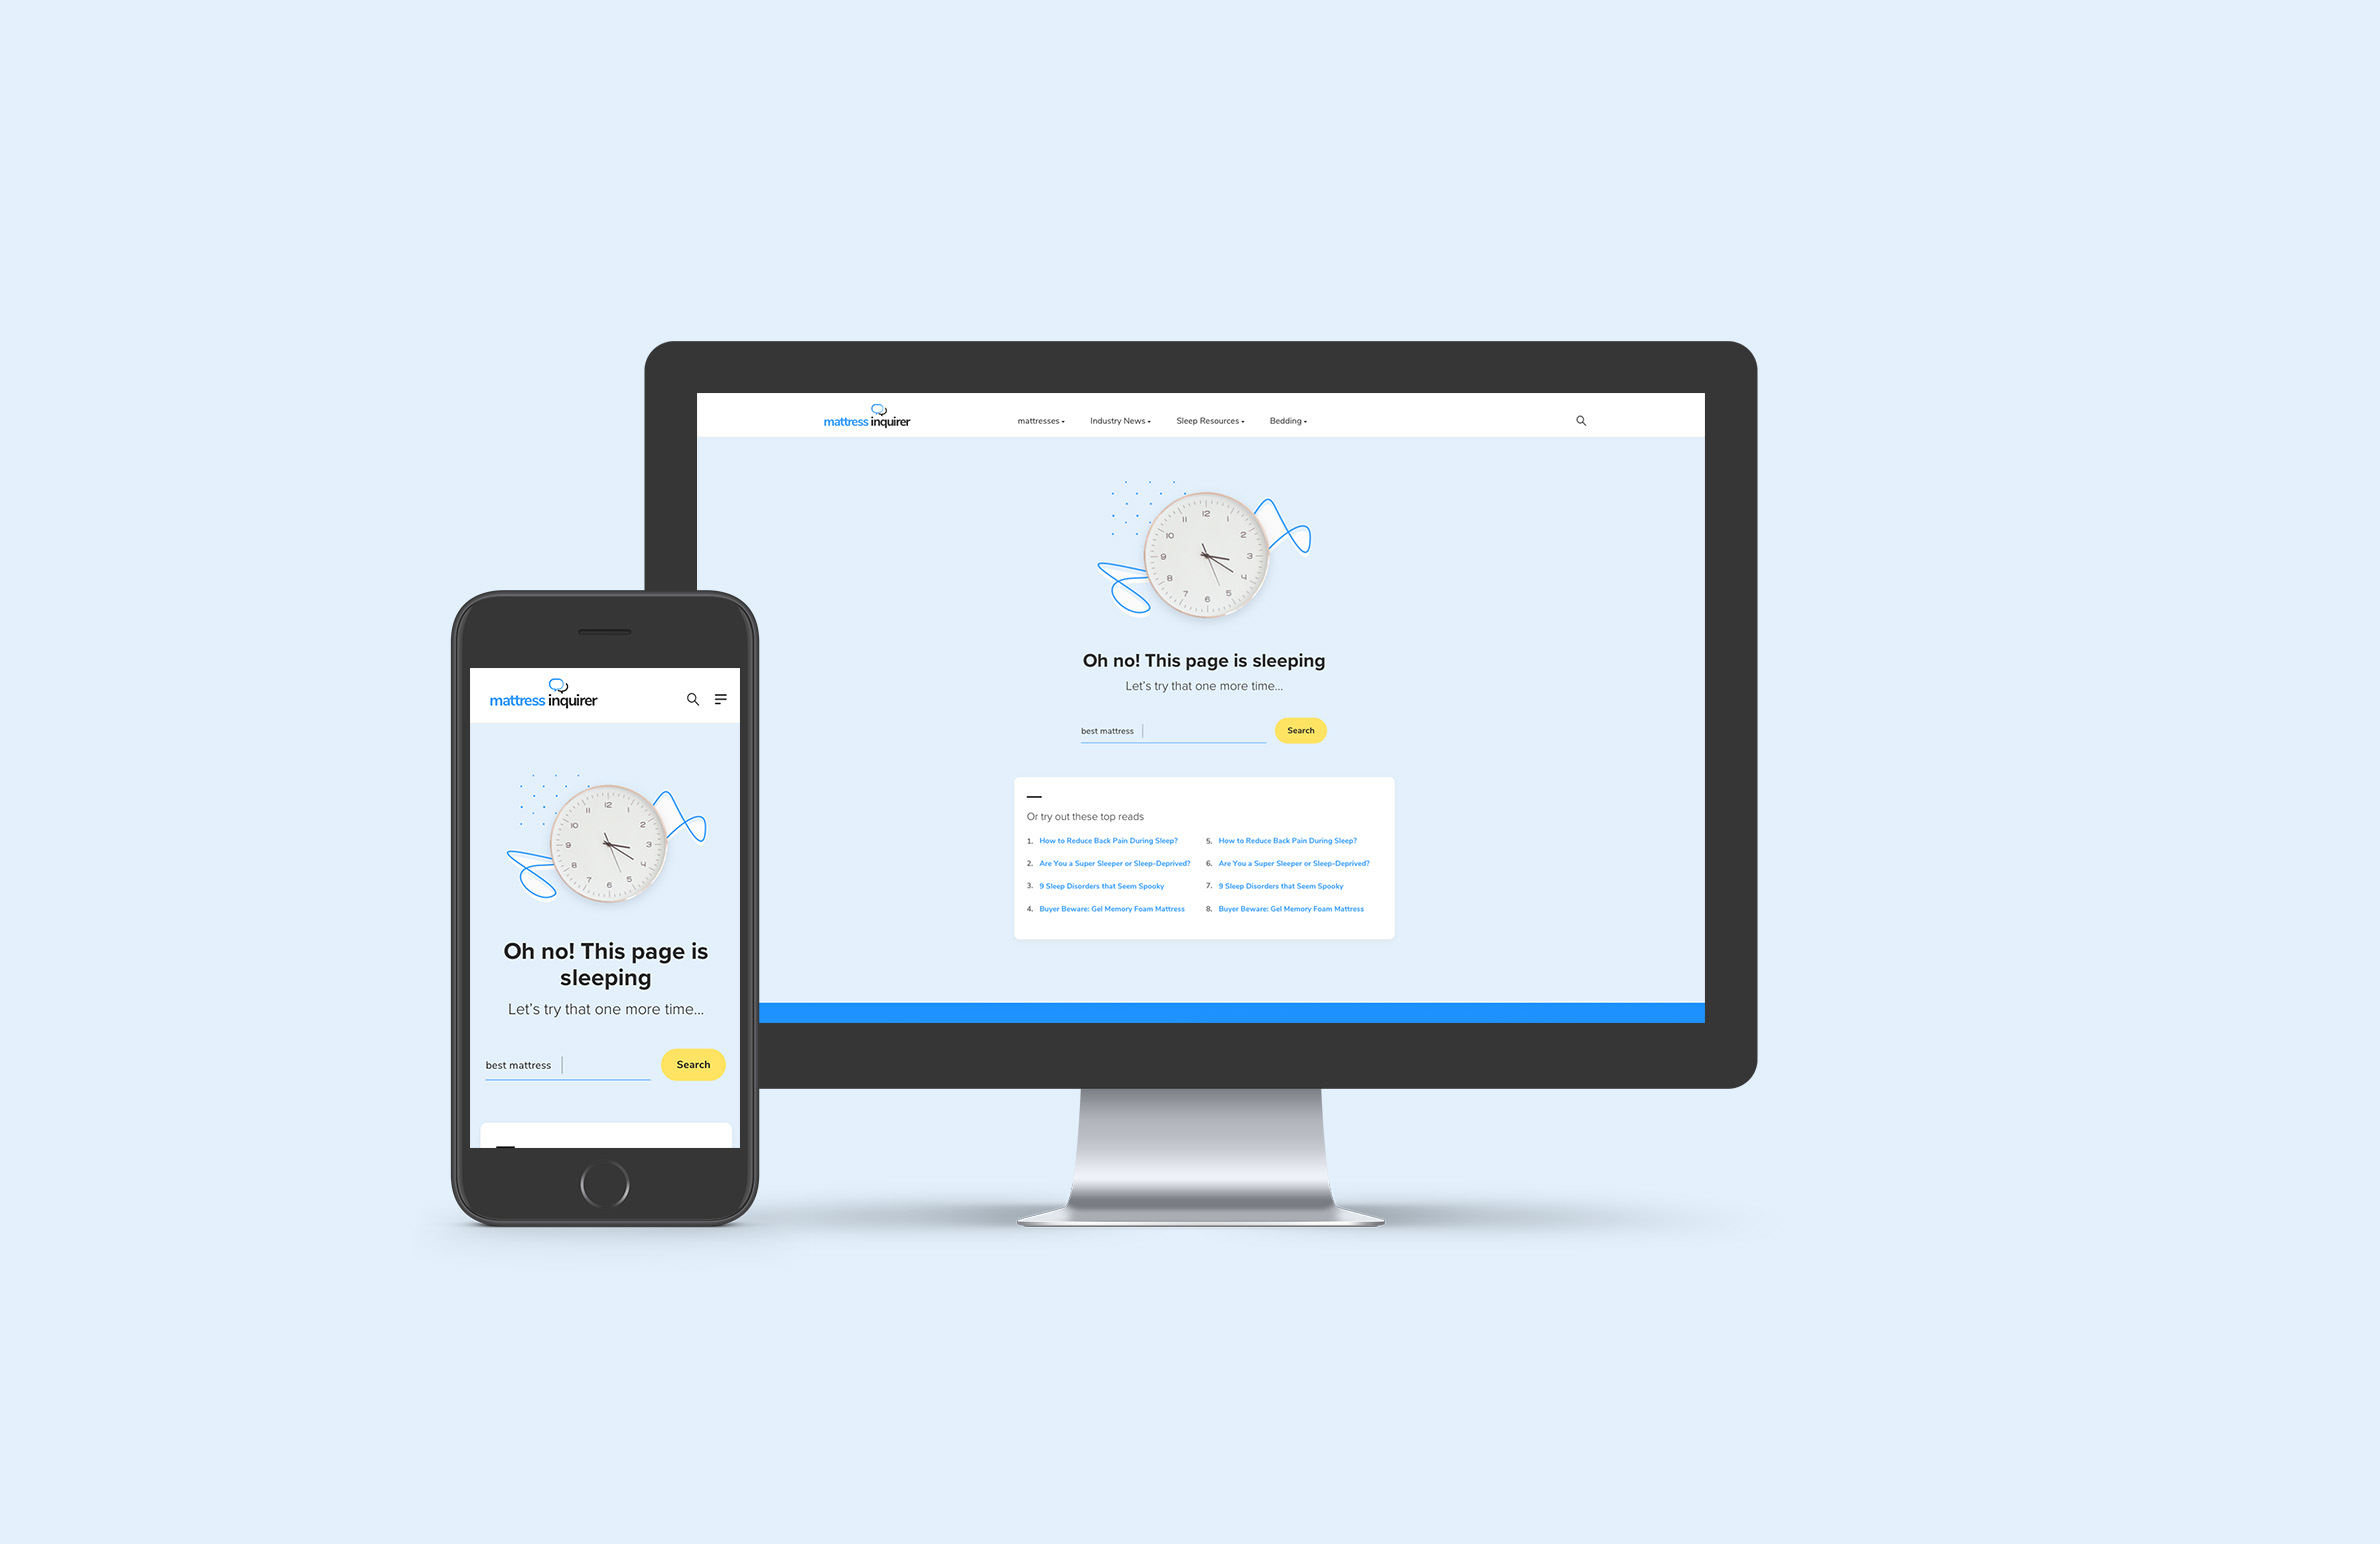 mattress inquirer
mattresses
Industry News
Sleep Resources
Bedding
12
11
1
10
2
9
3
8
4
7
5
6
Oh no! This page is sleeping
Let's try that one more time...
best mattress
Search
Or try out these top reads
1. How to Reduce Back Pain During Sleep?
2. Are You a Super Sleeper or Sleep-Deprived?
3. 9 Sleep Disorders that Seem Spooky
4. Buyer Beware: Gel Memory Foam Mattress
5. How to Reduce Back Pain During Sleep?
6. Are You a Super Sleeper or Sleep-Deprived?
7. 9 Sleep Disorders that Seem Spooky
8. Buyer Beware: Gel Memory Foam Mattress
mattress inquirer
12
11
1
10
2
9
3
8
4
7
5
6
Oh no! This page is
sleeping
Let's try that one more time...
best mattress
Search